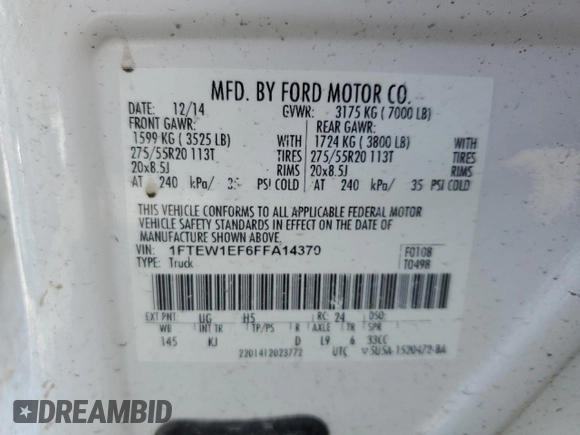 MFD. BY FORD MOTOR CO.
DATE: 12/14 GVWR: 3175 KG ( 7000 LB)
FRONT GAWR: REAR GAWR:
1599 KG ( 3525 LB) WITH 1724 KG ( 3800 LB) WITH
275/55R20 113T TIRES 275/55R20 113T TIRES
20x8.5J RIMS 20x8.5J RIMS
AT 240 kPa/ 35 PSI COLD AT 240 kPa/ 35 PSI COLD
THIS VEHICLE CONFORMS TO ALL APPLICABLE FEDERAL MOTOR
VEHICLE SAFETY STANDARDS IN EFFECT ON THE DATE OF
MANUFACTURE SHOWN ABOVE.
VIN: 1FTEW1EF6FFA14370 F0108
TYPE: Truck T0498
EXT PNT: UG H5 RC: 24 DSO:
WB INT TR TP/PS R AXLE TR SPR
145 KJ D L9 6 33CC
2201412023772 UTC ▽5USA-1520472-BA
DREAMBID